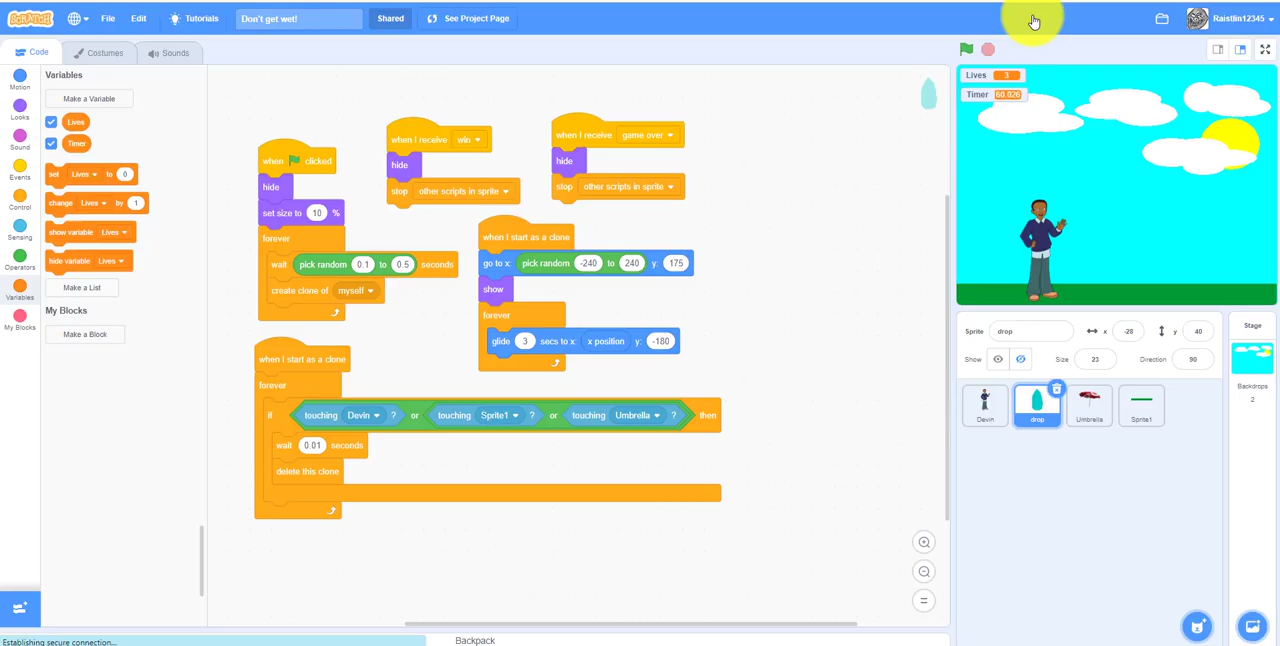 SCRATCH File Edit Tutorials Don't get wet! Shared See Project Page Raistlin12345
Code Costumes Sounds
Motion
Looks
Sound
Events
Control
Sensing
Operators
Variables
My Blocks
Variables
Make a Variable
Lives
Timer
set Lives to 0
change Lives by 1
show variable Lives
hide variable Lives
Make a List
My Blocks
Make a Block
when clicked
hide
set size to 10 %
forever
wait pick random 0.1 to 0.5 seconds
create clone of myself
when I receive win
hide
stop other scripts in sprite
when I receive game over
hide
stop other scripts in sprite
when I start as a clone
go to x: pick random -240 to 240 y: 175
show
forever
glide 3 secs to x: x position y: -180
when I start as a clone
forever
if touching Devin ? or touching Sprite1 ? or touching Umbrella ? then
wait 0.01 seconds
delete this clone
Lives 3
Timer 60.026
Sprite drop x -28 y 40
Show Size 23 Direction 90
Devin drop Umbrella Sprite1
Stage
Backdrops
2
Establishing secure connection...
Backpack